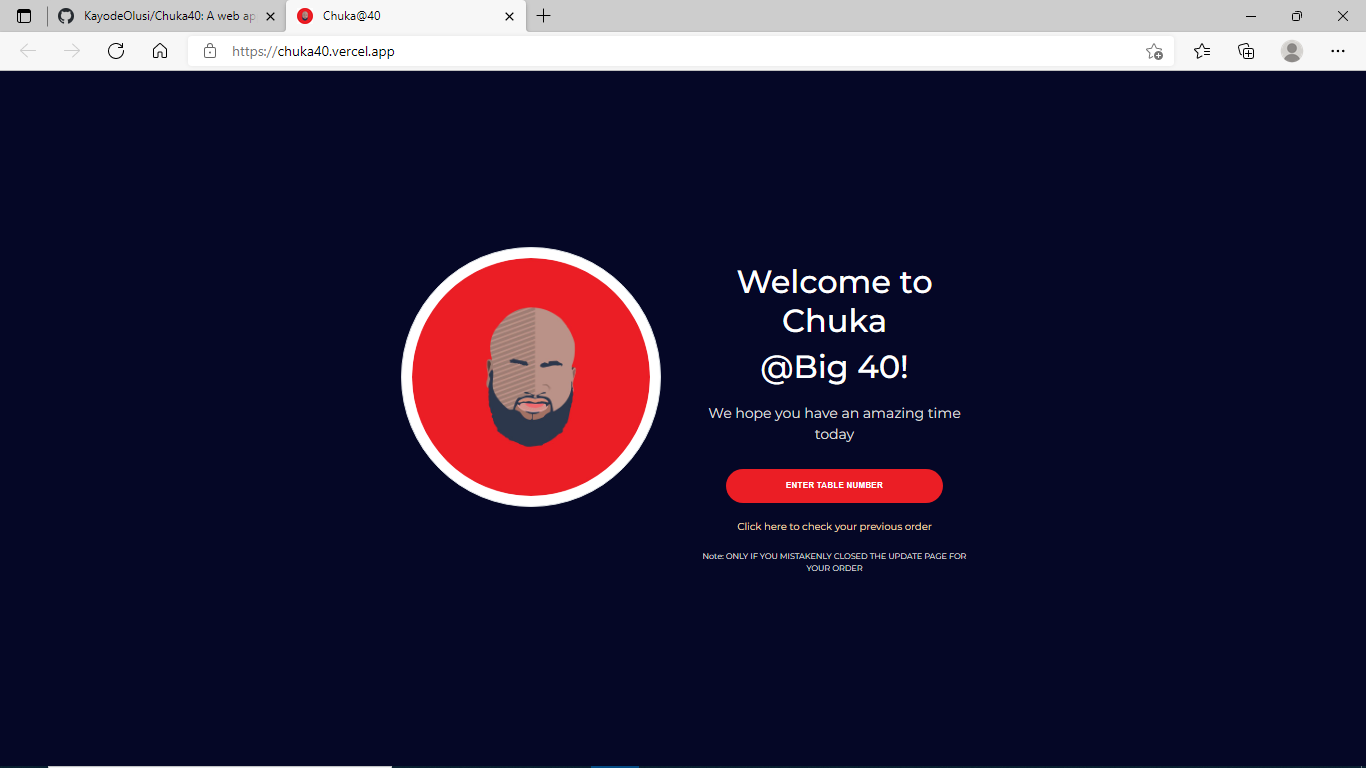 KayodeOlusi/Chuka40: A web ap
Chuka@40
https://chuka40.vercel.app
Welcome to
Chuka
@Big 40!
We hope you have an amazing time
today
ENTER TABLE NUMBER
Click here to check your previous order
Note: ONLY IF YOU MISTAKENLY CLOSED THE UPDATE PAGE FOR
YOUR ORDER